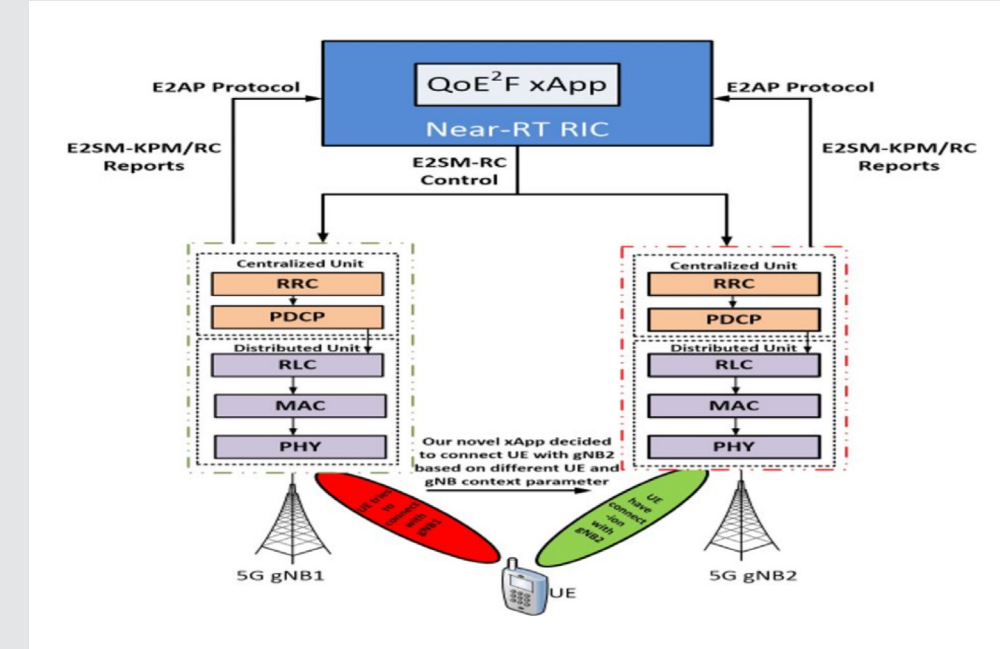 QoE²F xApp
Near-RT RIC
E2AP Protocol
E2AP Protocol
E2SM-KPM/RC
Reports
E2SM-RC
Control
E2SM-KPM/RC
Reports
Centralized Unit
RRC
PDCP
Distributed Unit
RLC
MAC
PHY
Centralized Unit
RRC
PDCP
Distributed Unit
RLC
MAC
PHY
Our novel xApp decided
to connect UE with gNB2
based on different UE and
gNB context parameter
UE tries
to
connect
with
gNB1
UE
have
connect
-ion
with
gNB2
5G gNB1
UE
5G gNB2